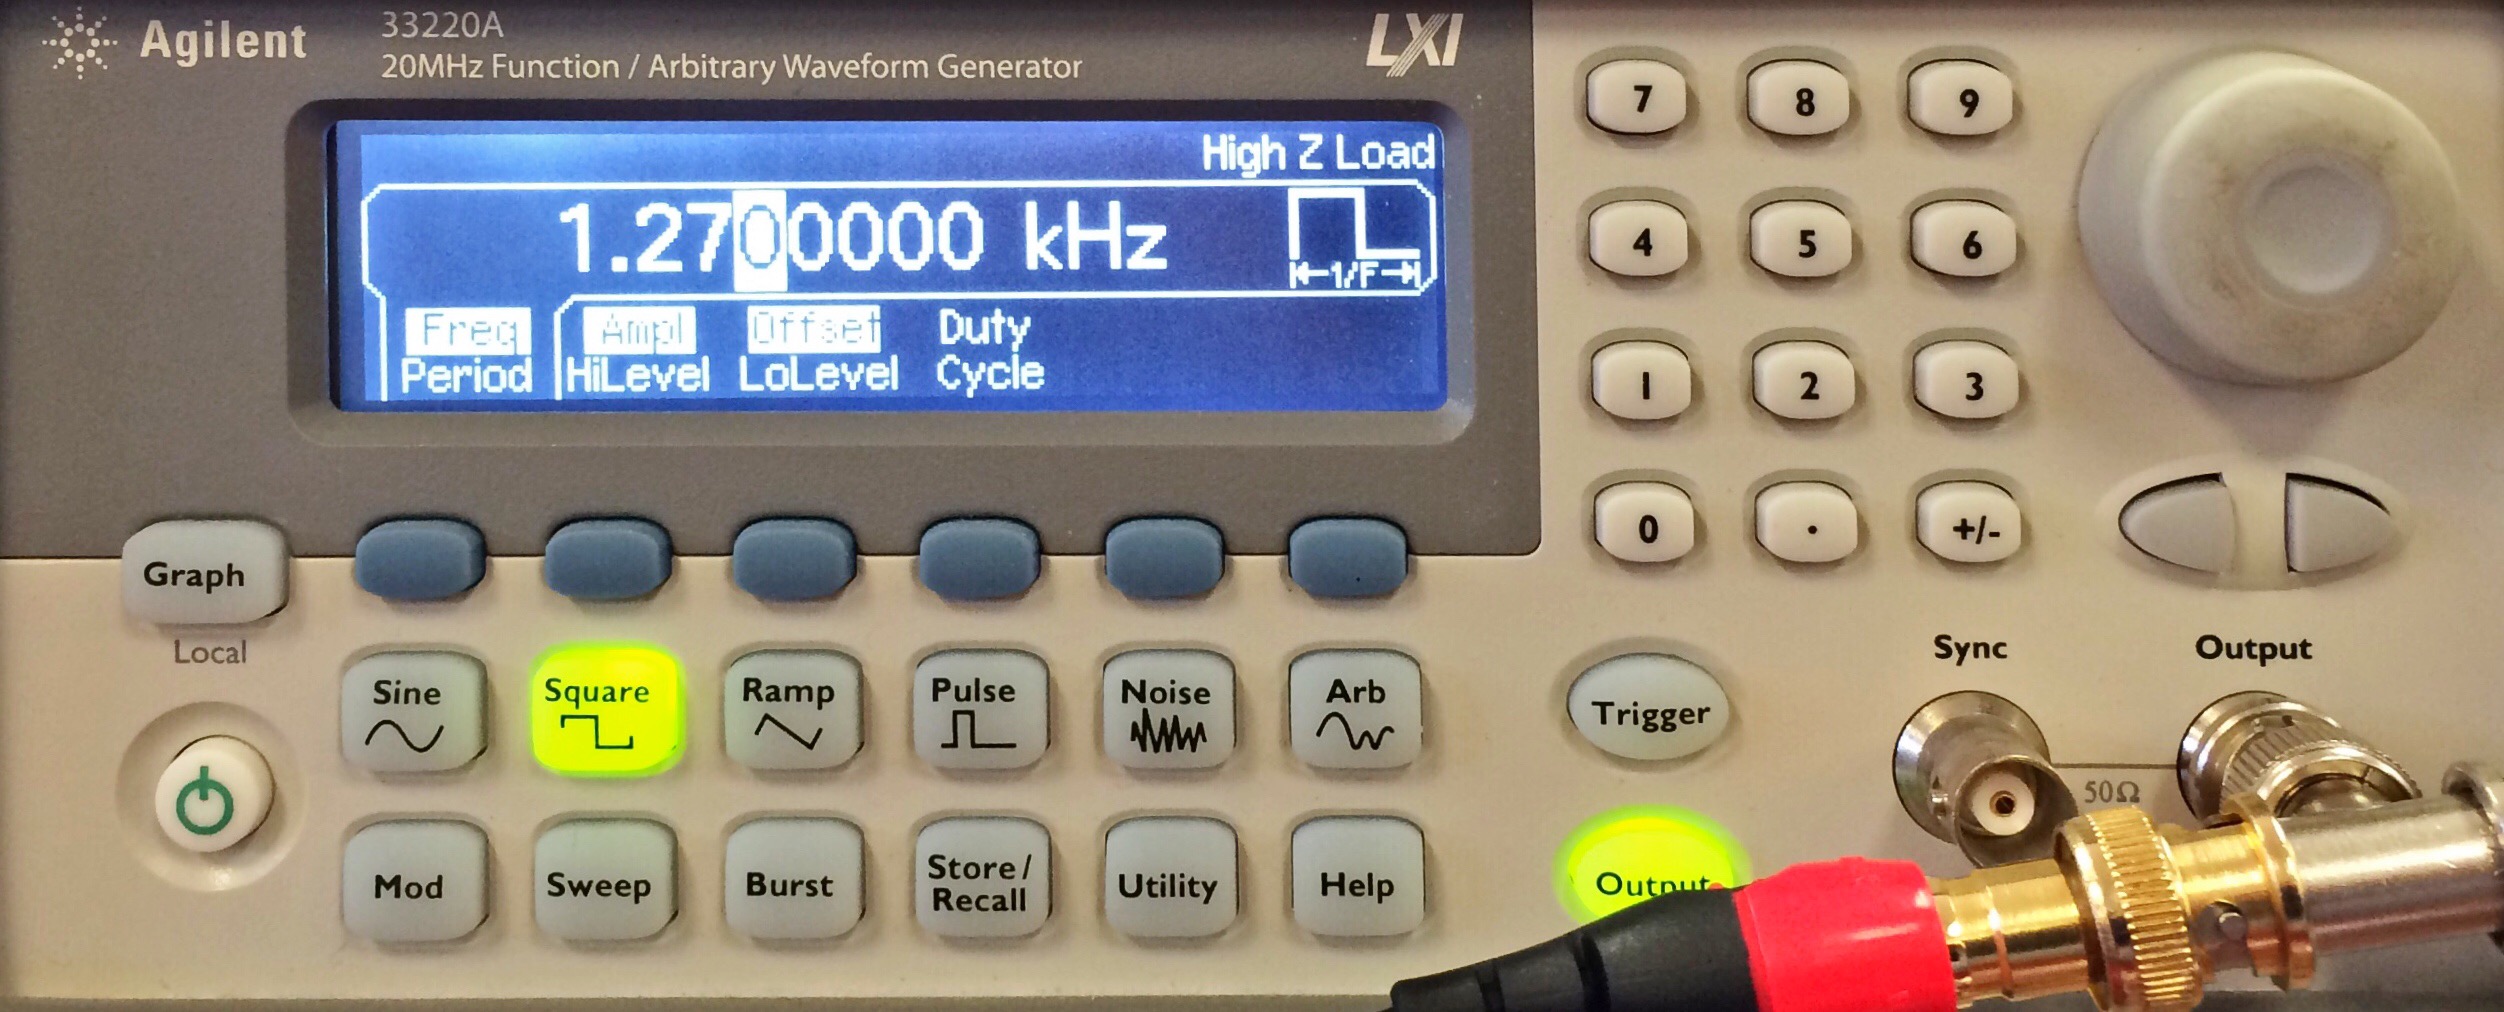 Agilent
33220A
20MHz Function / Arbitrary Waveform Generator
LXI
High Z Load
1.2700000 kHz
1/F
Freq Ampl Offset Duty
Period HiLevel LoLevel Cycle
7 8 9
4 5 6
1 2 3
0 . +/-
Graph
Local
Sine Square Ramp Pulse Noise Arb
Mod Sweep Burst Store/
Recall Utility Help
Trigger
Output
Sync Output
50Ω